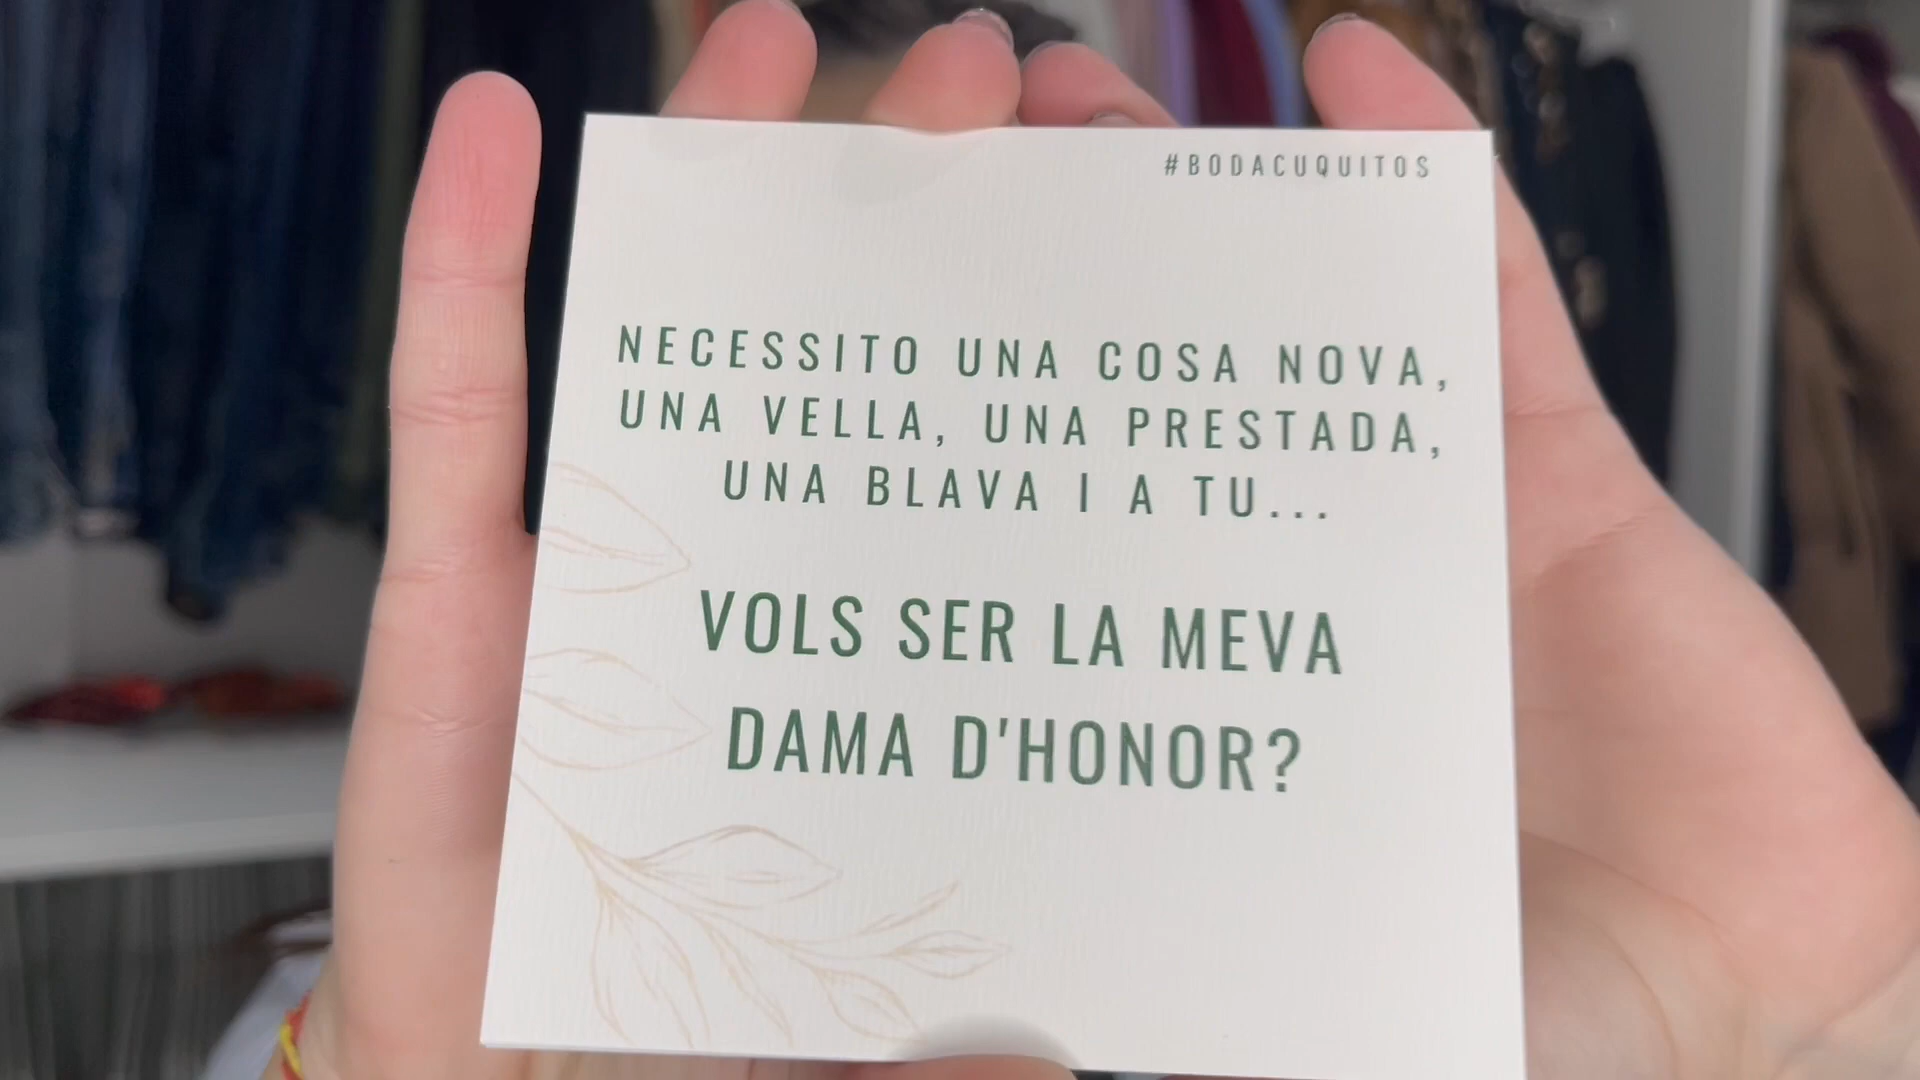 #BODACUQUITOS
NECESSITO UNA COSA NOVA,
UNA VELLA, UNA PRESTADA,
UNA BLAVA I A TU...
VOLS SER LA MEVA
DAMA D'HONOR?